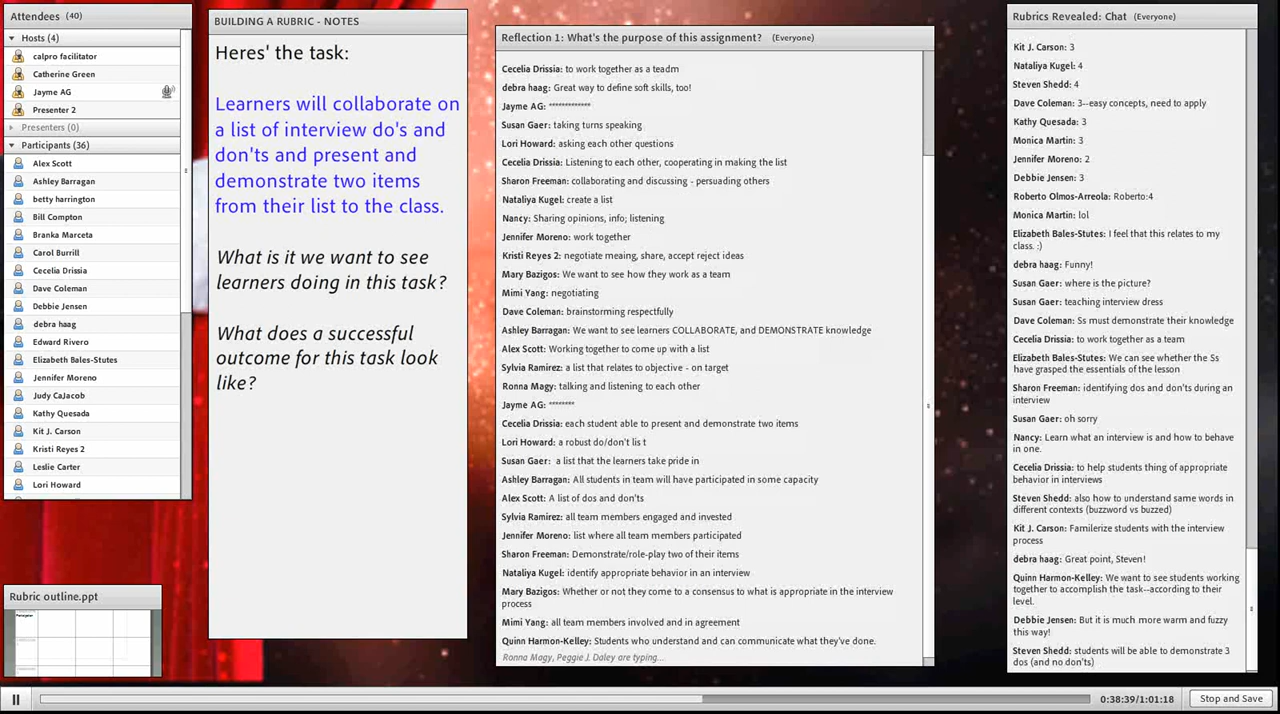 Attendees (40)
Hosts (4)
calpro facilitator
Catherine Green
Jayme AG
Presenter 2
Presenters (0)
Participants (36)
Alex Scott
Ashley Barragan
betty harrington
Bill Compton
Branka Marceta
Carol Burrill
Cecelia Drissia
Dave Coleman
Debbie Jensen
debra haag
Edward Rivero
Elizabeth Bales-Stutes
Jennifer Moreno
Judy CaJacob
Kathy Quesada
Kit J. Carson
Kristi Reyes 2
Leslie Carter
Lori Howard
Rubric outline.ppt
BUILDING A RUBRIC - NOTES
Heres' the task:
Learners will collaborate on
a list of interview do's and
don'ts and present and
demonstrate two items
from their list to the class.
What is it we want to see
learners doing in this task?
What does a successful
outcome for this task look
like?
Reflection 1: What's the purpose of this assignment? (Everyone)
Cecelia Drissia: to work together as a teadm
debra haag: Great way to define soft skills, too!
Jayme AG: ************
Susan Gaer: taking turns speaking
Lori Howard: asking each other questions
Cecelia Drissia: Listening to each other, cooperating in making the list
Sharon Freeman: collaborating and discussing - persuading others
Nataliya Kugel: create a list
Nancy: Sharing opinions, info; listening
Jennifer Moreno: work together
Kristi Reyes 2: negotiate meaing, share, accept reject ideas
Mary Bazigos: We want to see how they work as a team
Mimi Yang: negotiating
Dave Coleman: brainstorming respectfully
Ashley Barragan: We want to see learners COLLABORATE, and DEMONSTRATE knowledge
Alex Scott: Working together to come up with a list
Sylvia Ramirez: a list that relates to objective - on target
Ronna Magy: talking and listening to each other
Jayme AG: ********
Cecelia Drissia: each student able to present and demonstrate two items
Lori Howard: a robust do/don't lis t
Susan Gaer: a list that the learners take pride in
Ashley Barragan: All students in team will have participated in some capacity
Alex Scott: A list of dos and don'ts
Sylvia Ramirez: all team members engaged and invested
Jennifer Moreno: list where all team members participated
Sharon Freeman: Demonstrate/role-play two of their items
Nataliya Kugel: identify appropriate behavior in an interview
Mary Bazigos: Whether or not they come to a consensus to what is appropriate in the interview
process
Mimi Yang: all team members involved and in agreement
Quinn Harmon-Kelley: Students who understand and can communicate what they've done.
Ronna Magy, Peggie J. Daley are typing...
Rubrics Revealed: Chat (Everyone)
Kit J. Carson: 3
Nataliya Kugel: 4
Steven Shedd: 4
Dave Coleman: 3--easy concepts, need to apply
Kathy Quesada: 3
Monica Martin: 3
Jennifer Moreno: 2
Debbie Jensen: 3
Roberto Olmos-Arreola: Roberto:4
Monica Martin: lol
Elizabeth Bales-Stutes: I feel that this relates to my
class. :)
debra haag: Funny!
Susan Gaer: where is the picture?
Susan Gaer: teaching interview dress
Dave Coleman: Ss must demonstrate their knowledge
Cecelia Drissia: to work together as a team
Elizabeth Bales-Stutes: We can see whether the Ss
have grasped the essentials of the lesson
Sharon Freeman: identifying dos and don'ts during an
interview
Susan Gaer: oh sorry
Nancy: Learn what an interview is and how to behave
in one.
Cecelia Drissia: to help students thing of appropriate
behavior in interviews
Steven Shedd: also how to understand same words in
different contexts (buzzword vs buzzed)
Kit J. Carson: Familerize students with the interview
process
debra haag: Great point, Steven!
Quinn Harmon-Kelley: We want to see students working
together to accomplish the task--according to their
level.
Debbie Jensen: But it is much more warm and fuzzy
this way!
Steven Shedd: students will be able to demonstrate 3
dos (and no don'ts)
0:38:39/1:01:18
Stop and Save